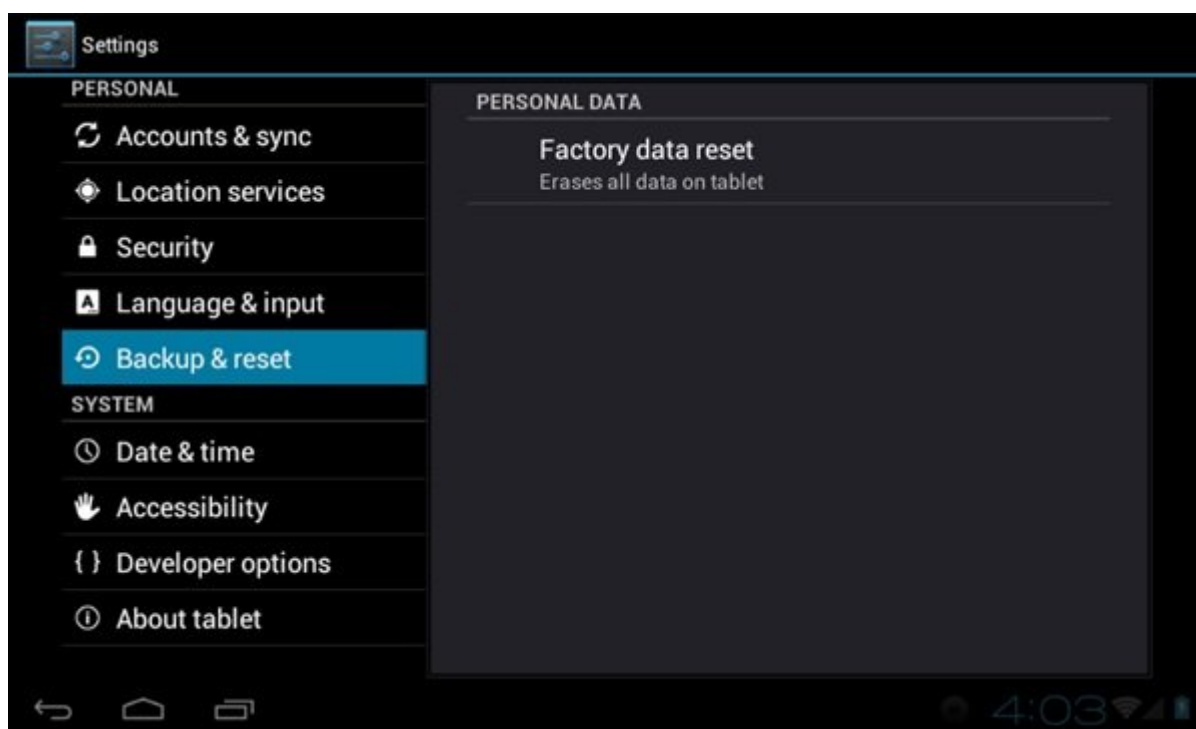 Settings
PERSONAL
Accounts & sync
Location services
Security
Language & input
Backup & reset
SYSTEM
Date & time
Accessibility
{ } Developer options
About tablet
PERSONAL DATA
Factory data reset
Erases all data on tablet
4:03